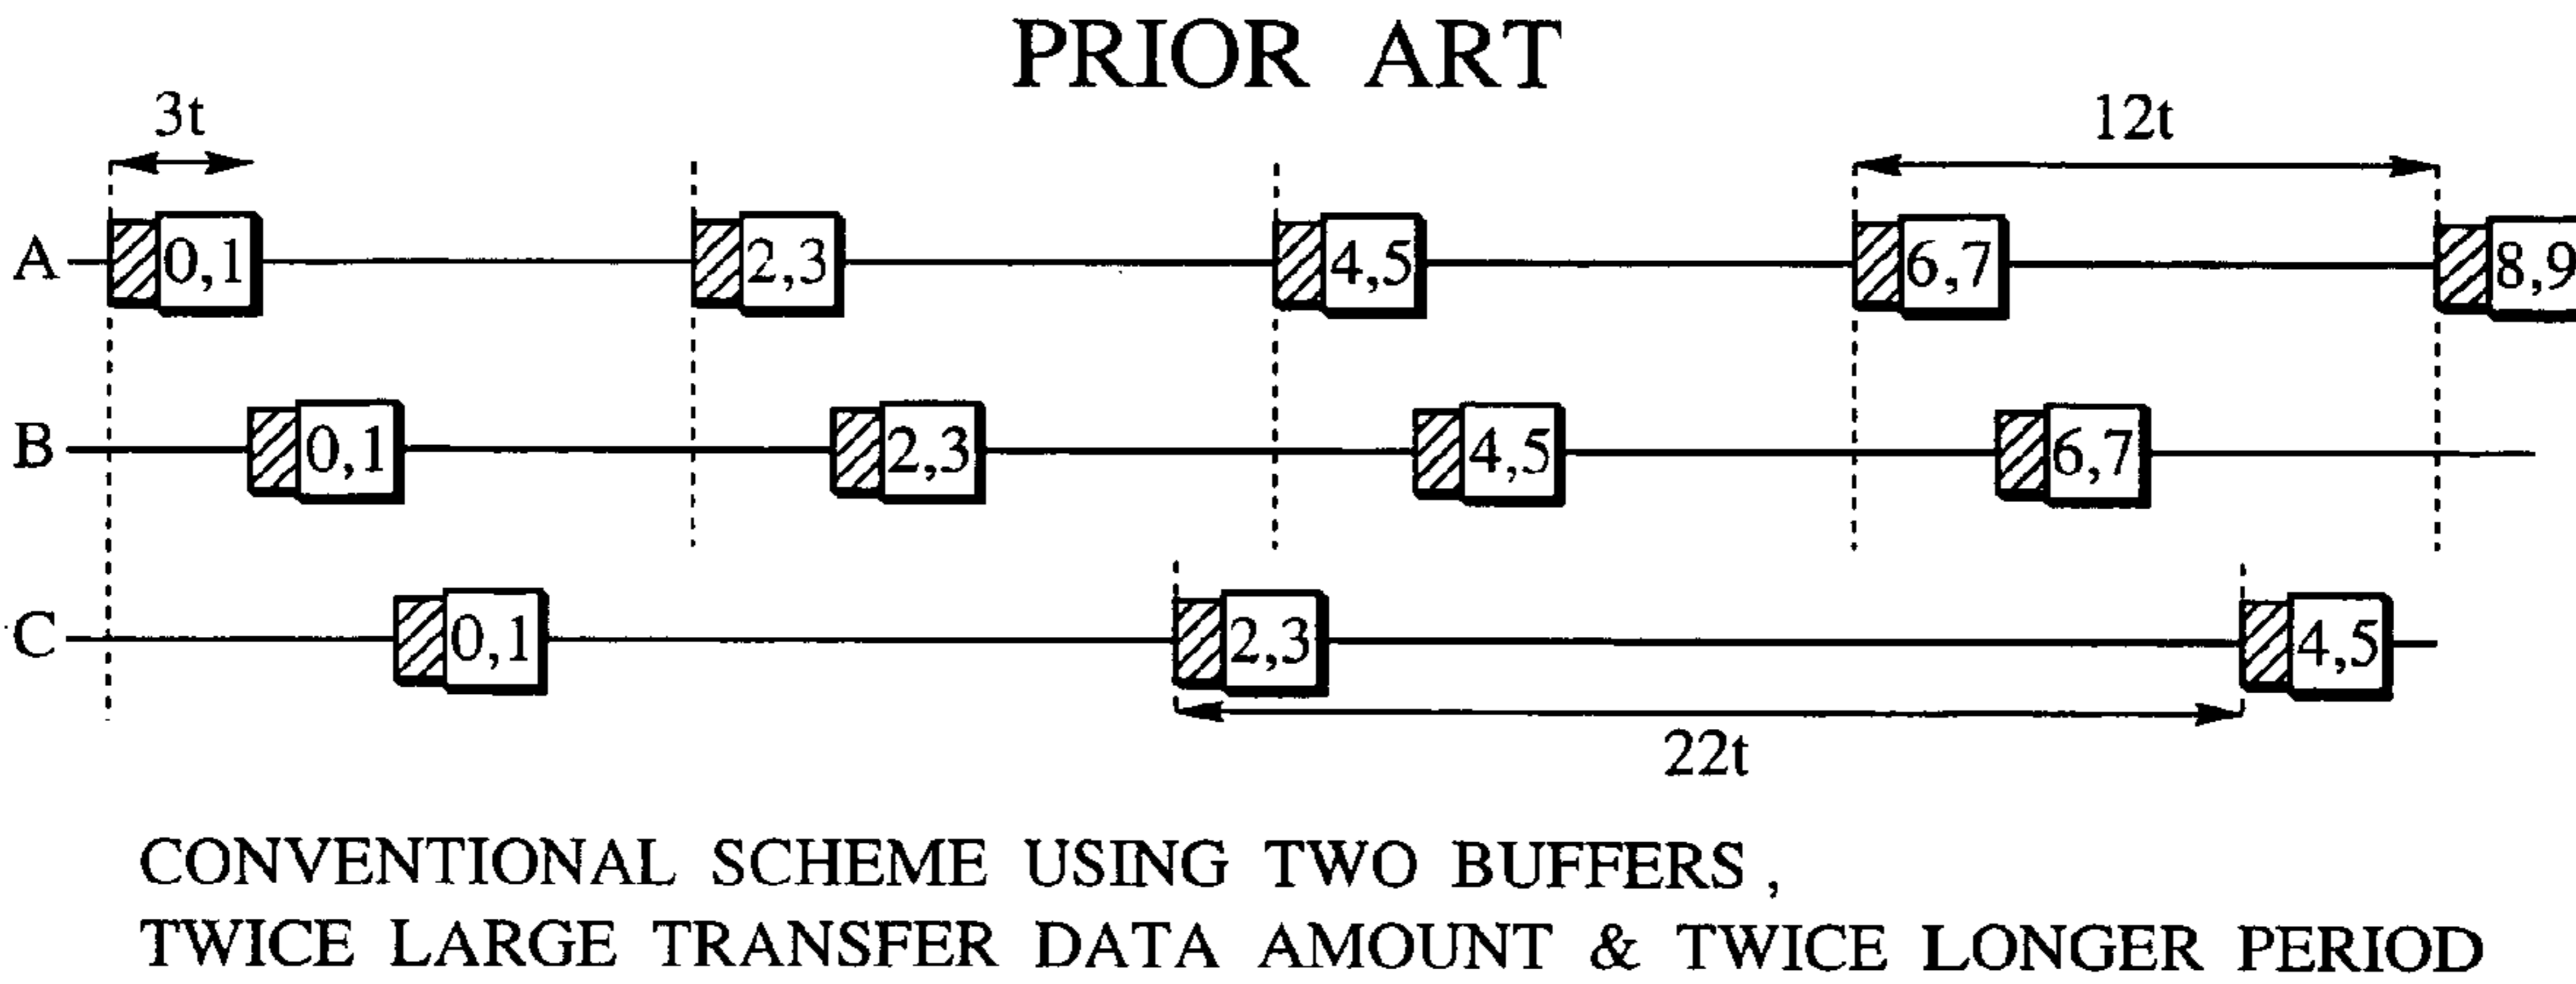 PRIOR ART
3t
12t
A 0,1 2,3 4,5 6,7 8,9
B 0,1 2,3 4,5 6,7
C 0,1 2,3 4,5
22t
CONVENTIONAL SCHEME USING TWO BUFFERS,
TWICE LARGE TRANSFER DATA AMOUNT & TWICE LONGER PERIOD